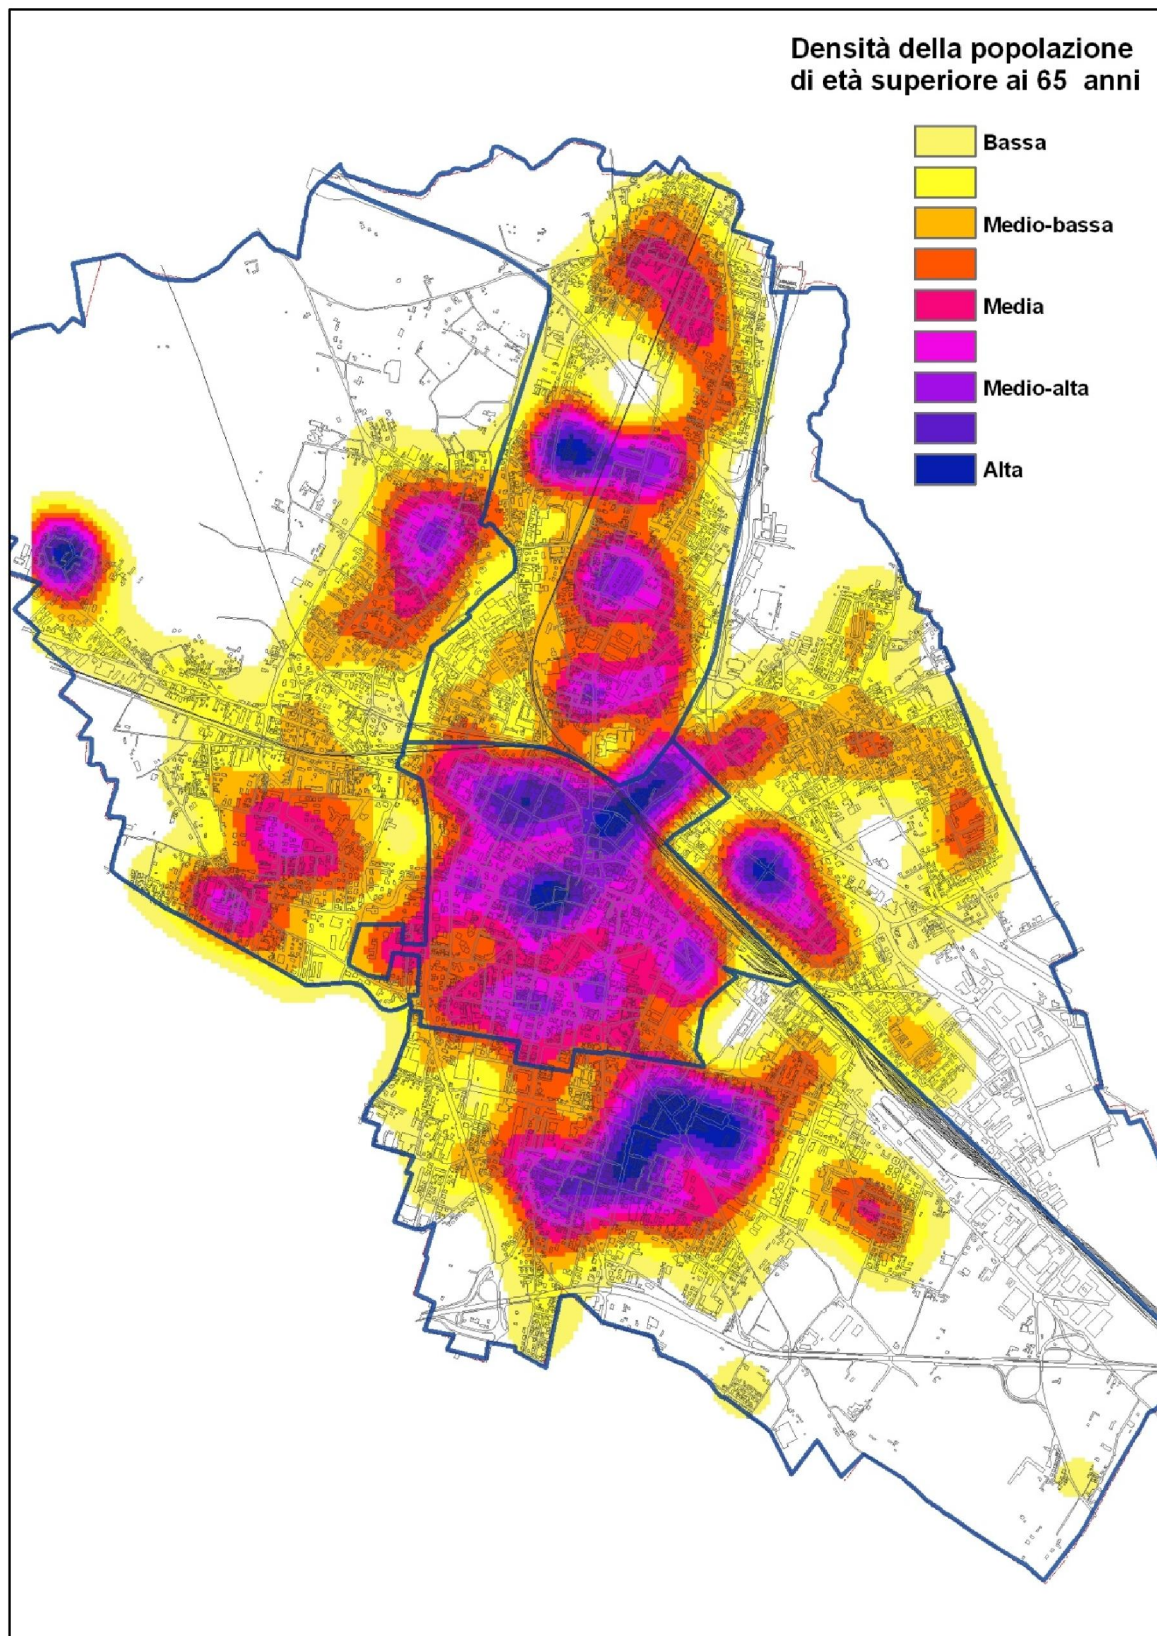 Densità della popolazione
di età superiore ai 65 anni
Bassa
Medio-bassa
Media
Medio-alta
Alta